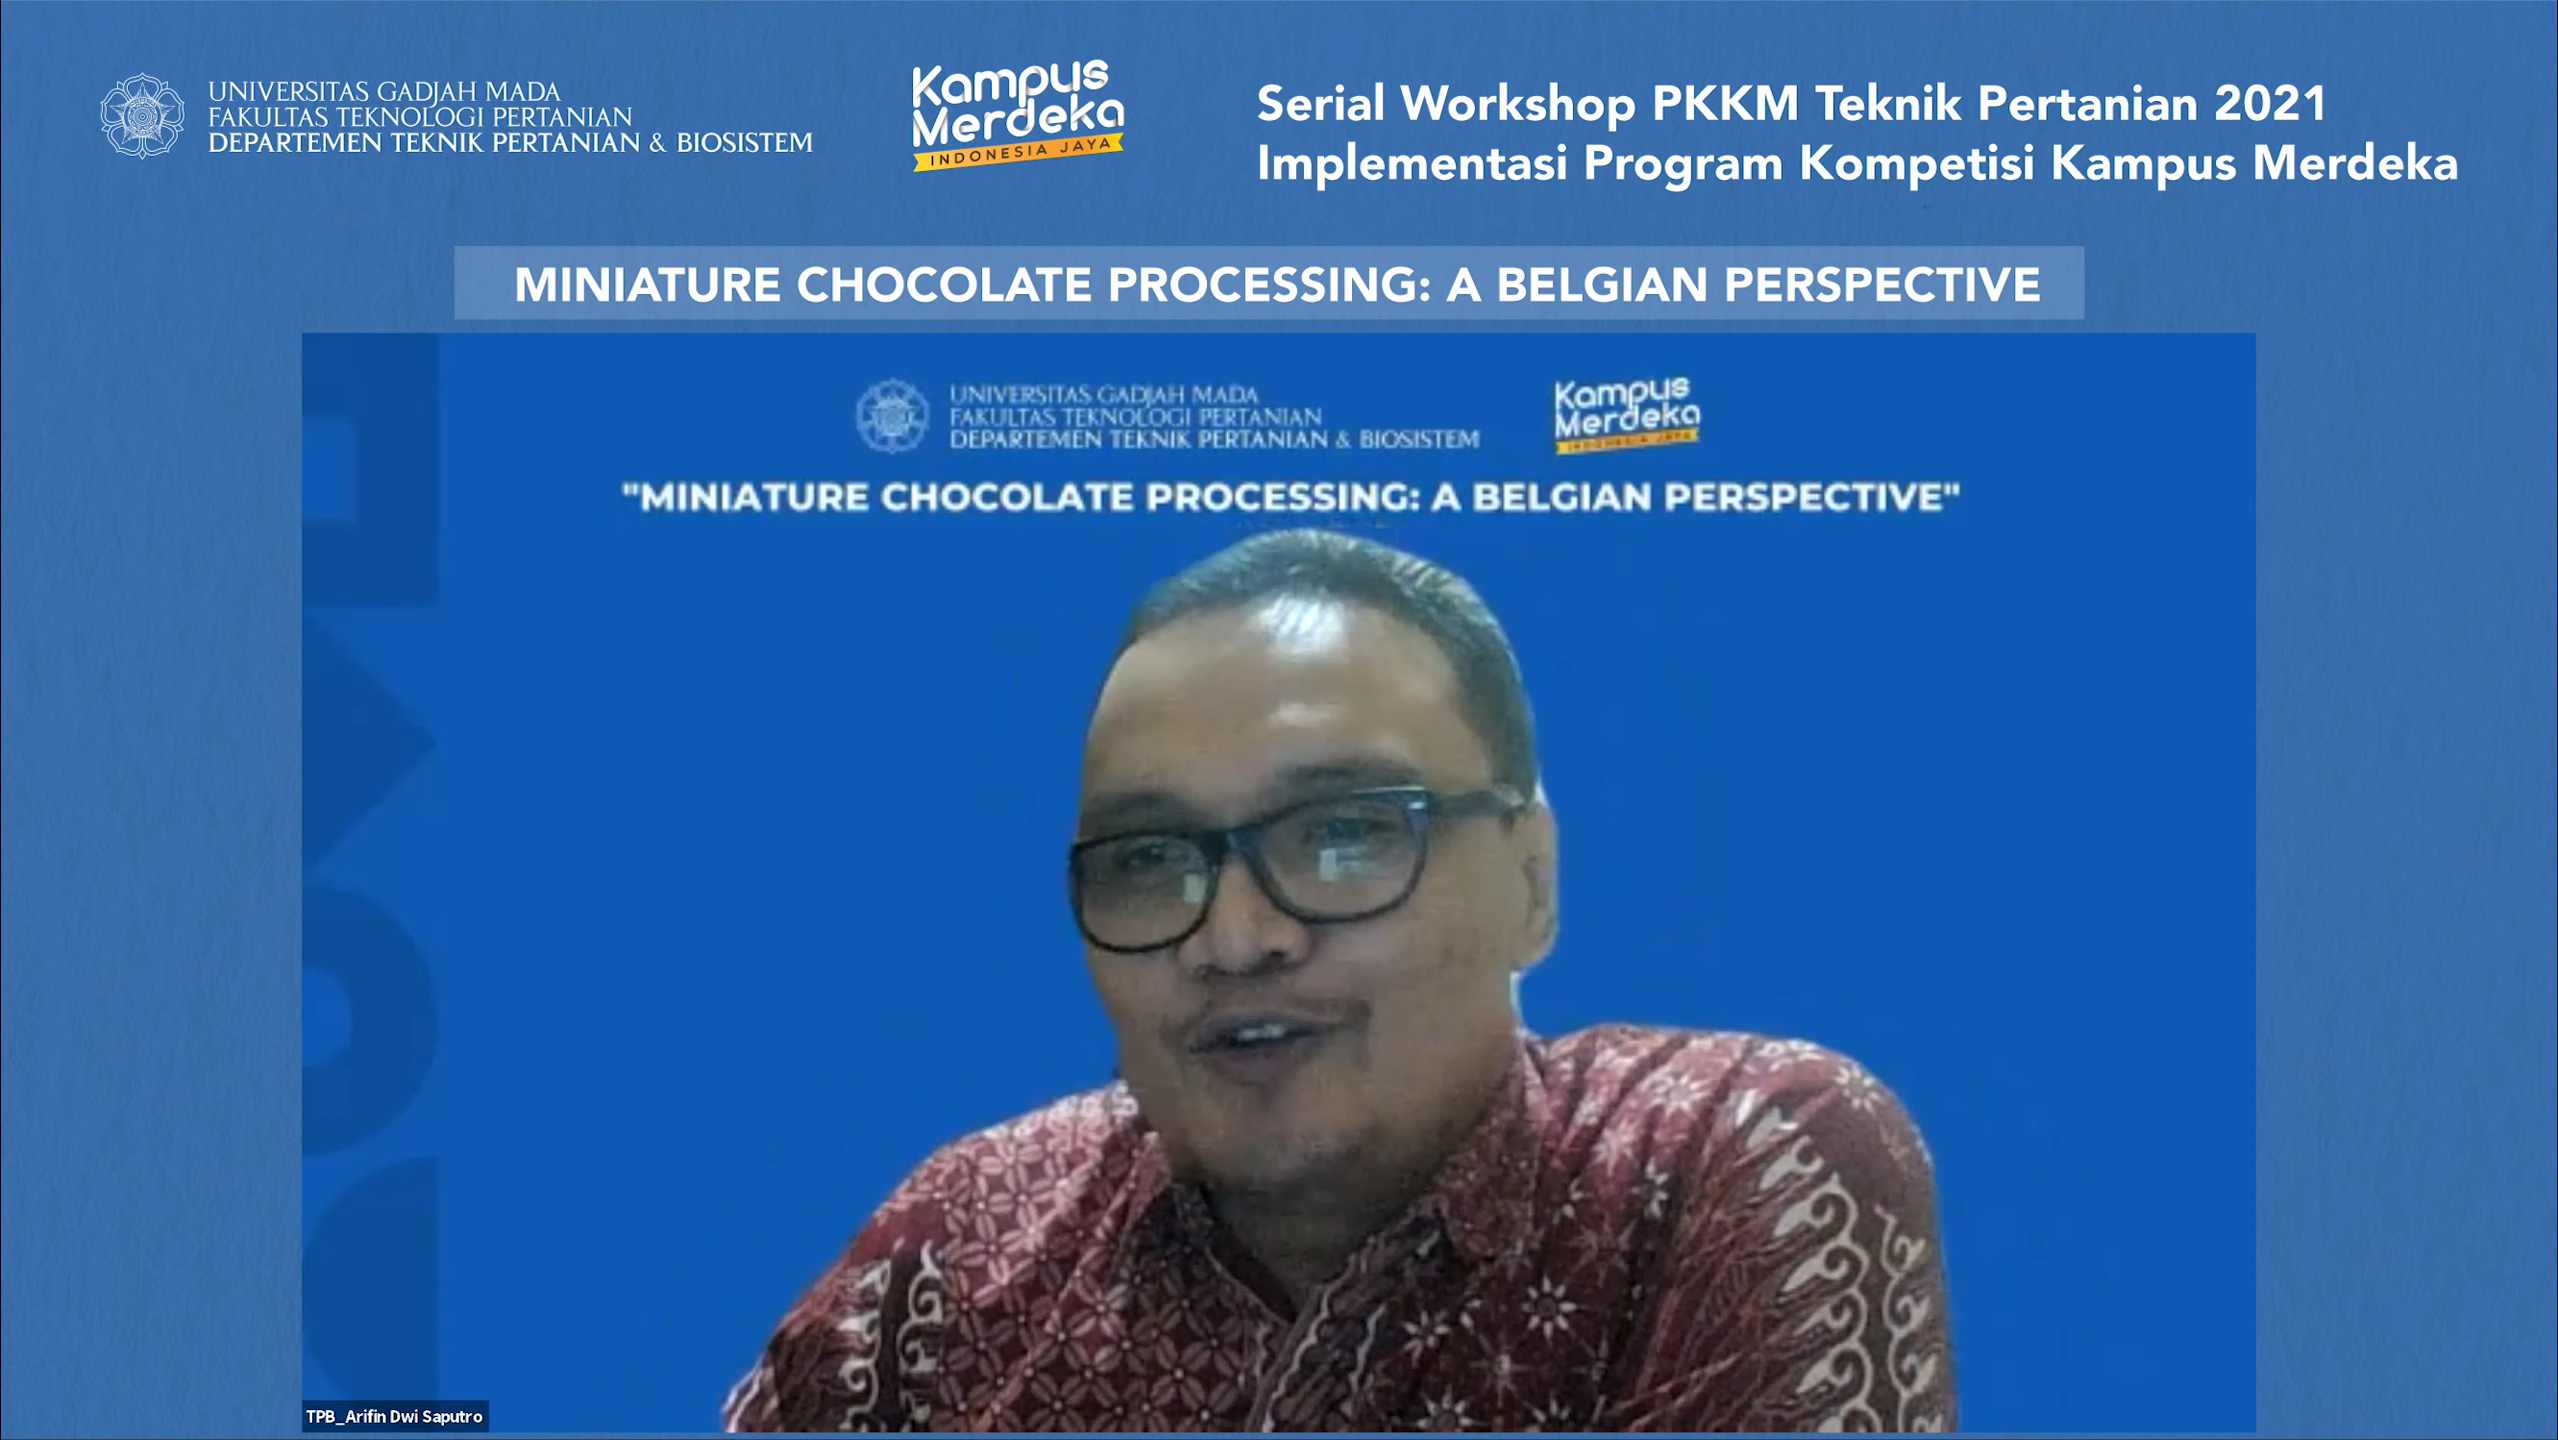 UNIVERSITAS GADJAH MADA
FAKULTAS TEKNOLOGI PERTANIAN
DEPARTEMEN TEKNIK PERTANIAN & BIOSISTEM
Kampus
Merdeka
INDONESIA JAYA
Serial Workshop PKKM Teknik Pertanian 2021
Implementasi Program Kompetisi Kampus Merdeka
MINIATURE CHOCOLATE PROCESSING: A BELGIAN PERSPECTIVE
UNIVERSITAS GADJAH MADA
FAKULTAS TEKNOLOGI PERTANIAN
DEPARTEMEN TEKNIK PERTANIAN & BIOSISTEM
Kampus
Merdeka
INDONESIA JAYA
"MINIATURE CHOCOLATE PROCESSING: A BELGIAN PERSPECTIVE"
TPB_Arifin Dwi Saputro